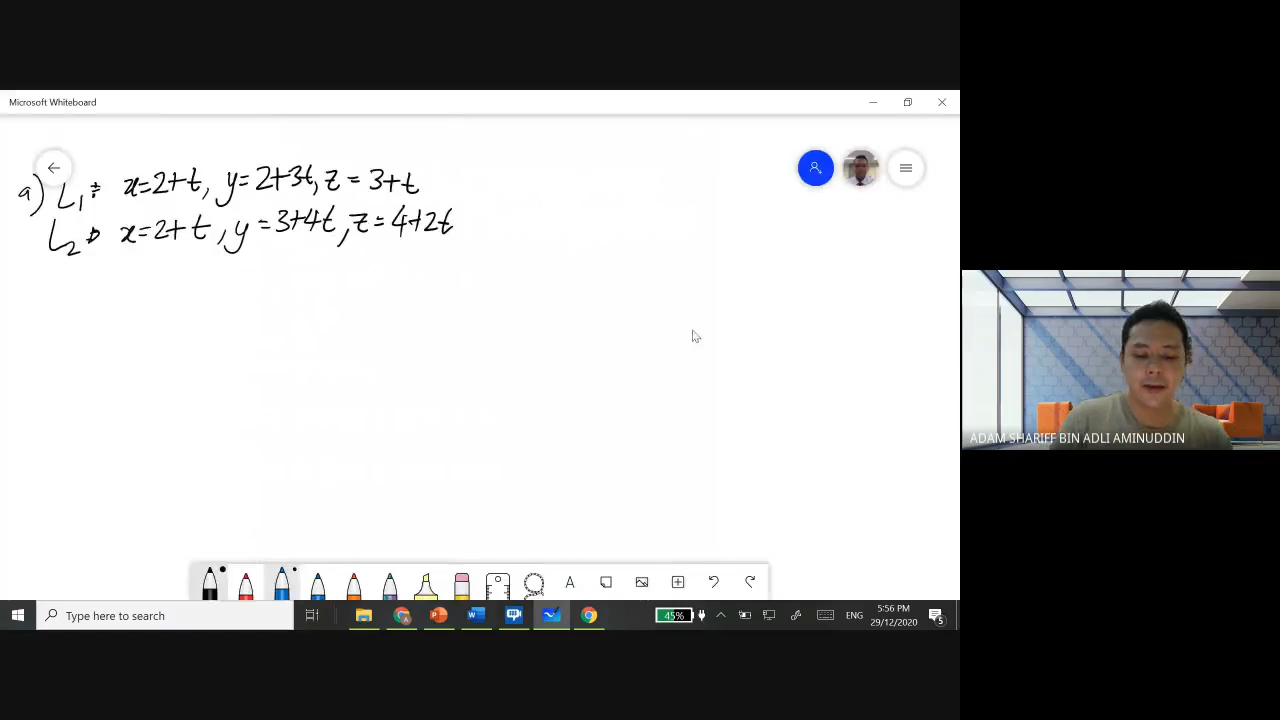 Microsoft Whiteboard
a) L1: x=2+t, y=2+3t, z=3+t
L2: x=2+t, y=3+4t, z=4+2t
ADAM SHARIFF BIN ADLI AMINUDDIN
A
Type here to search
45%
ENG
5:56 PM
29/12/2020
5